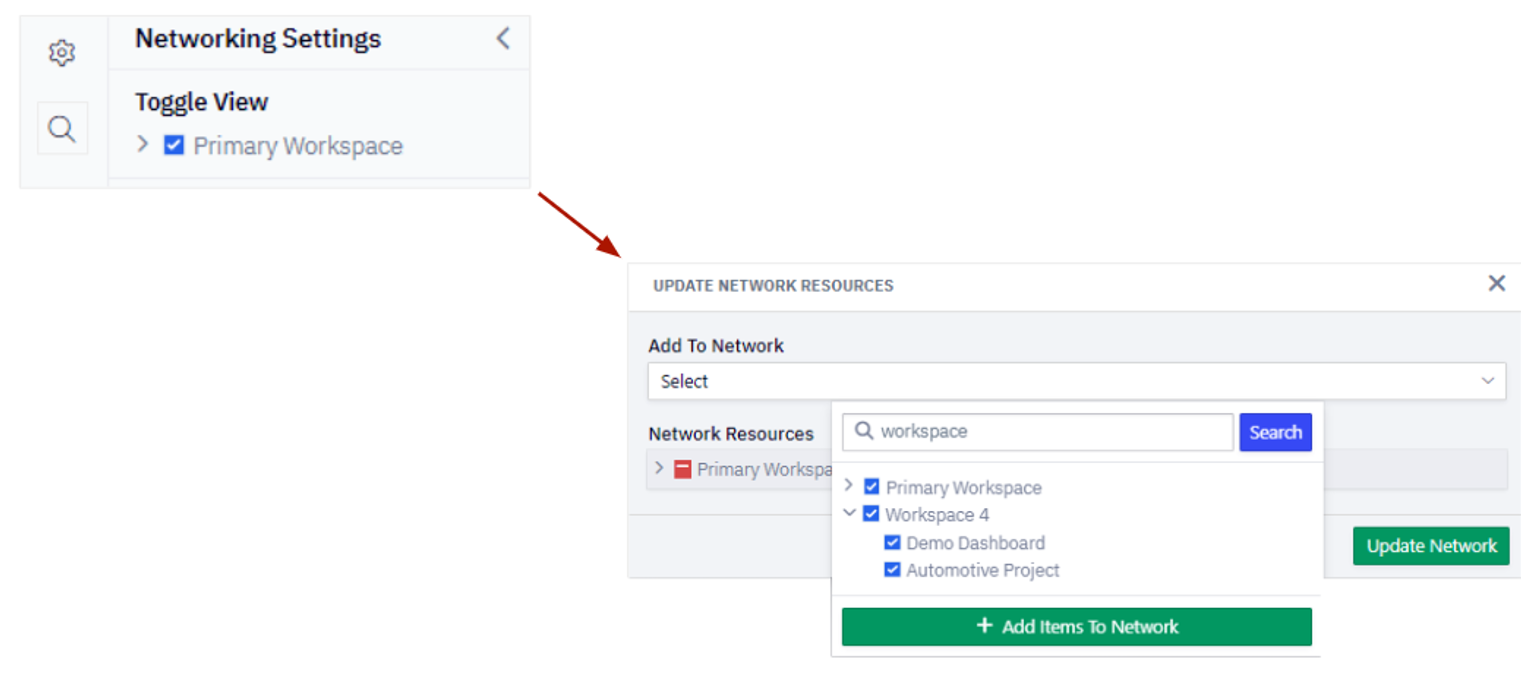 Networking Settings
Toggle View
Primary Workspace
UPDATE NETWORK RESOURCES
Add To Network
Select
workspace
Search
Network Resources
Primary Workspa
Primary Workspace
Workspace 4
Demo Dashboard
Automotive Project
Update Network
+ Add Items To Network